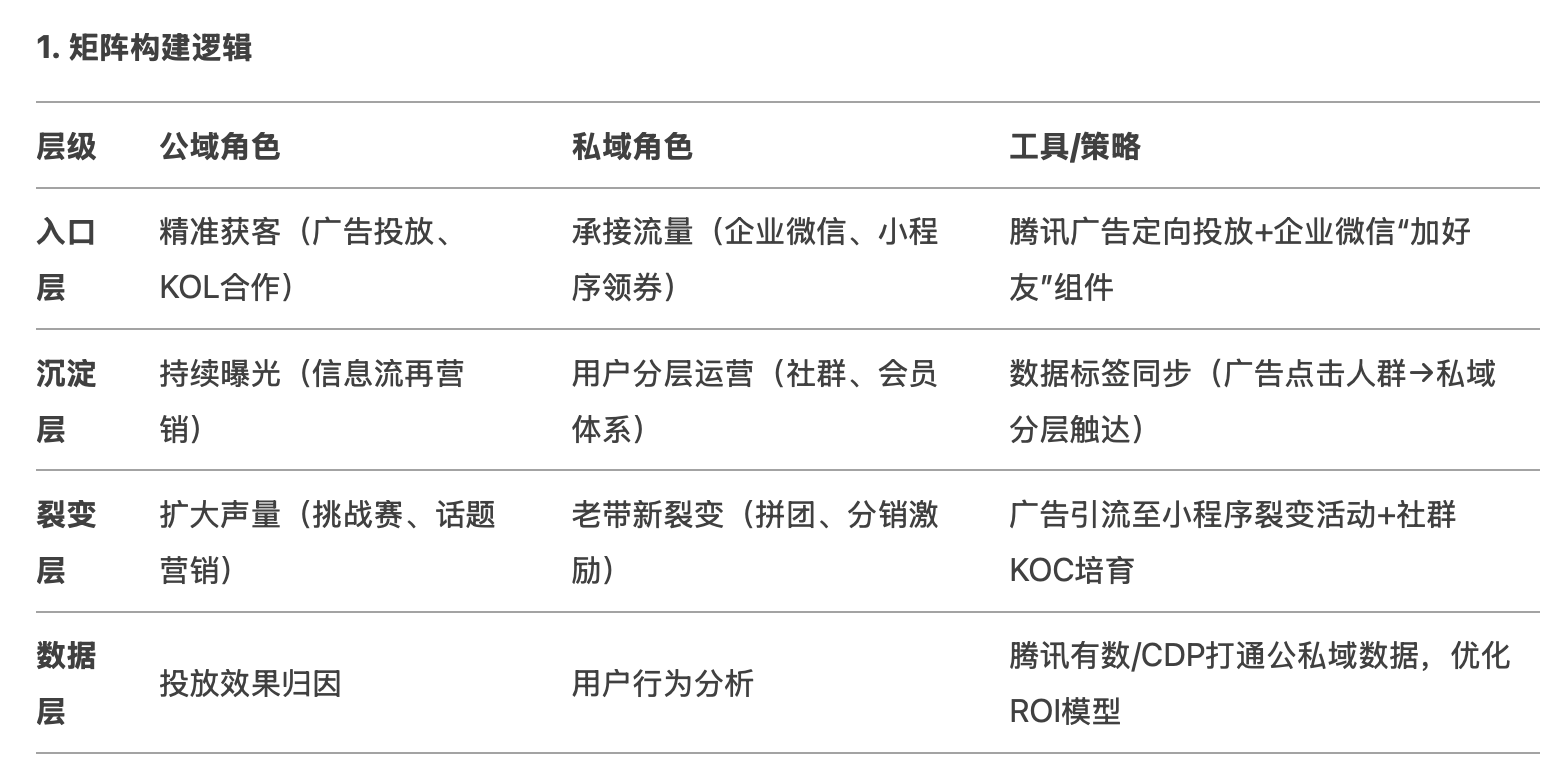 1. 矩阵构建逻辑
层级 公域角色 私域角色 工具/策略
入口层 精准获客（广告投放、KOL合作） 承接流量（企业微信、小程序领券） 腾讯广告定向投放+企业微信“加好友”组件
沉淀层 持续曝光（信息流再营销） 用户分层运营（社群、会员体系） 数据标签同步（广告点击人群→私域分层触达）
裂变层 扩大声量（挑战赛、话题营销） 老带新裂变（拼团、分销激励） 广告引流至小程序裂变活动+社群KOC培育
数据层 投放效果归因 用户行为分析 腾讯有数/CDP打通公私域数据，优化ROI模型